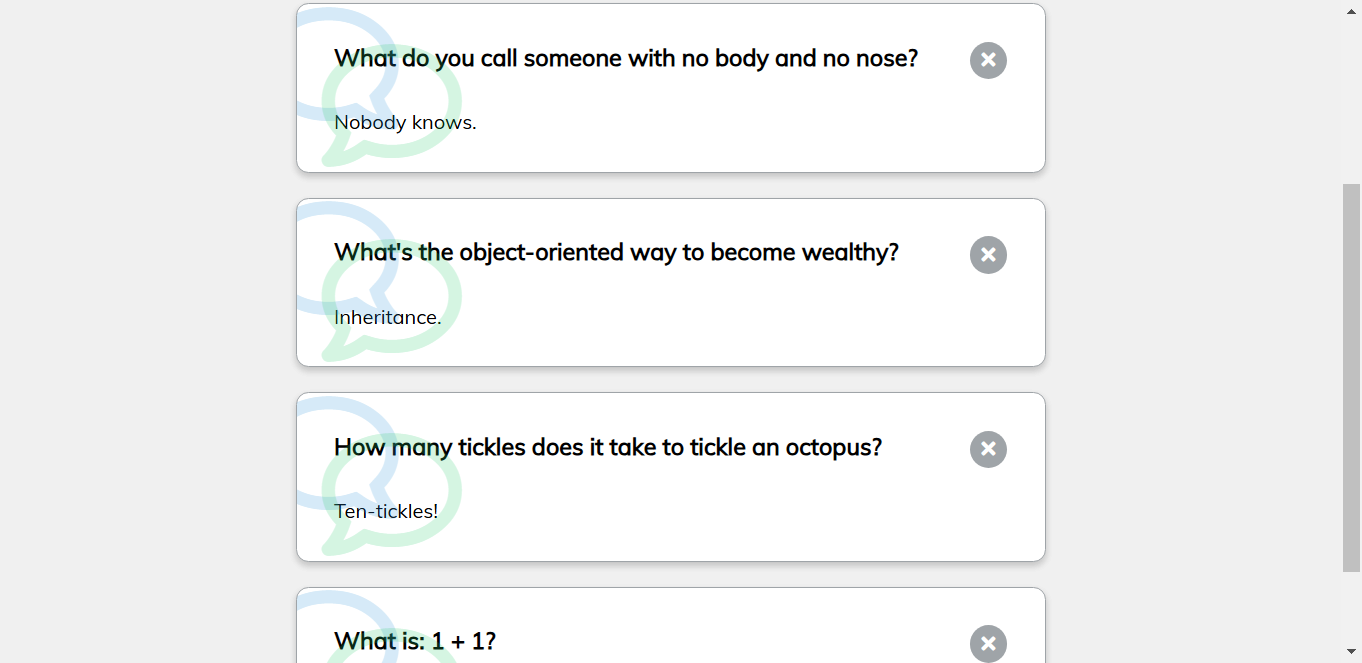 What do you call someone with no body and no nose?
Nobody knows.
What's the object-oriented way to become wealthy?
Inheritance.
How many tickles does it take to tickle an octopus?
Ten-tickles!
What is: 1 + 1?